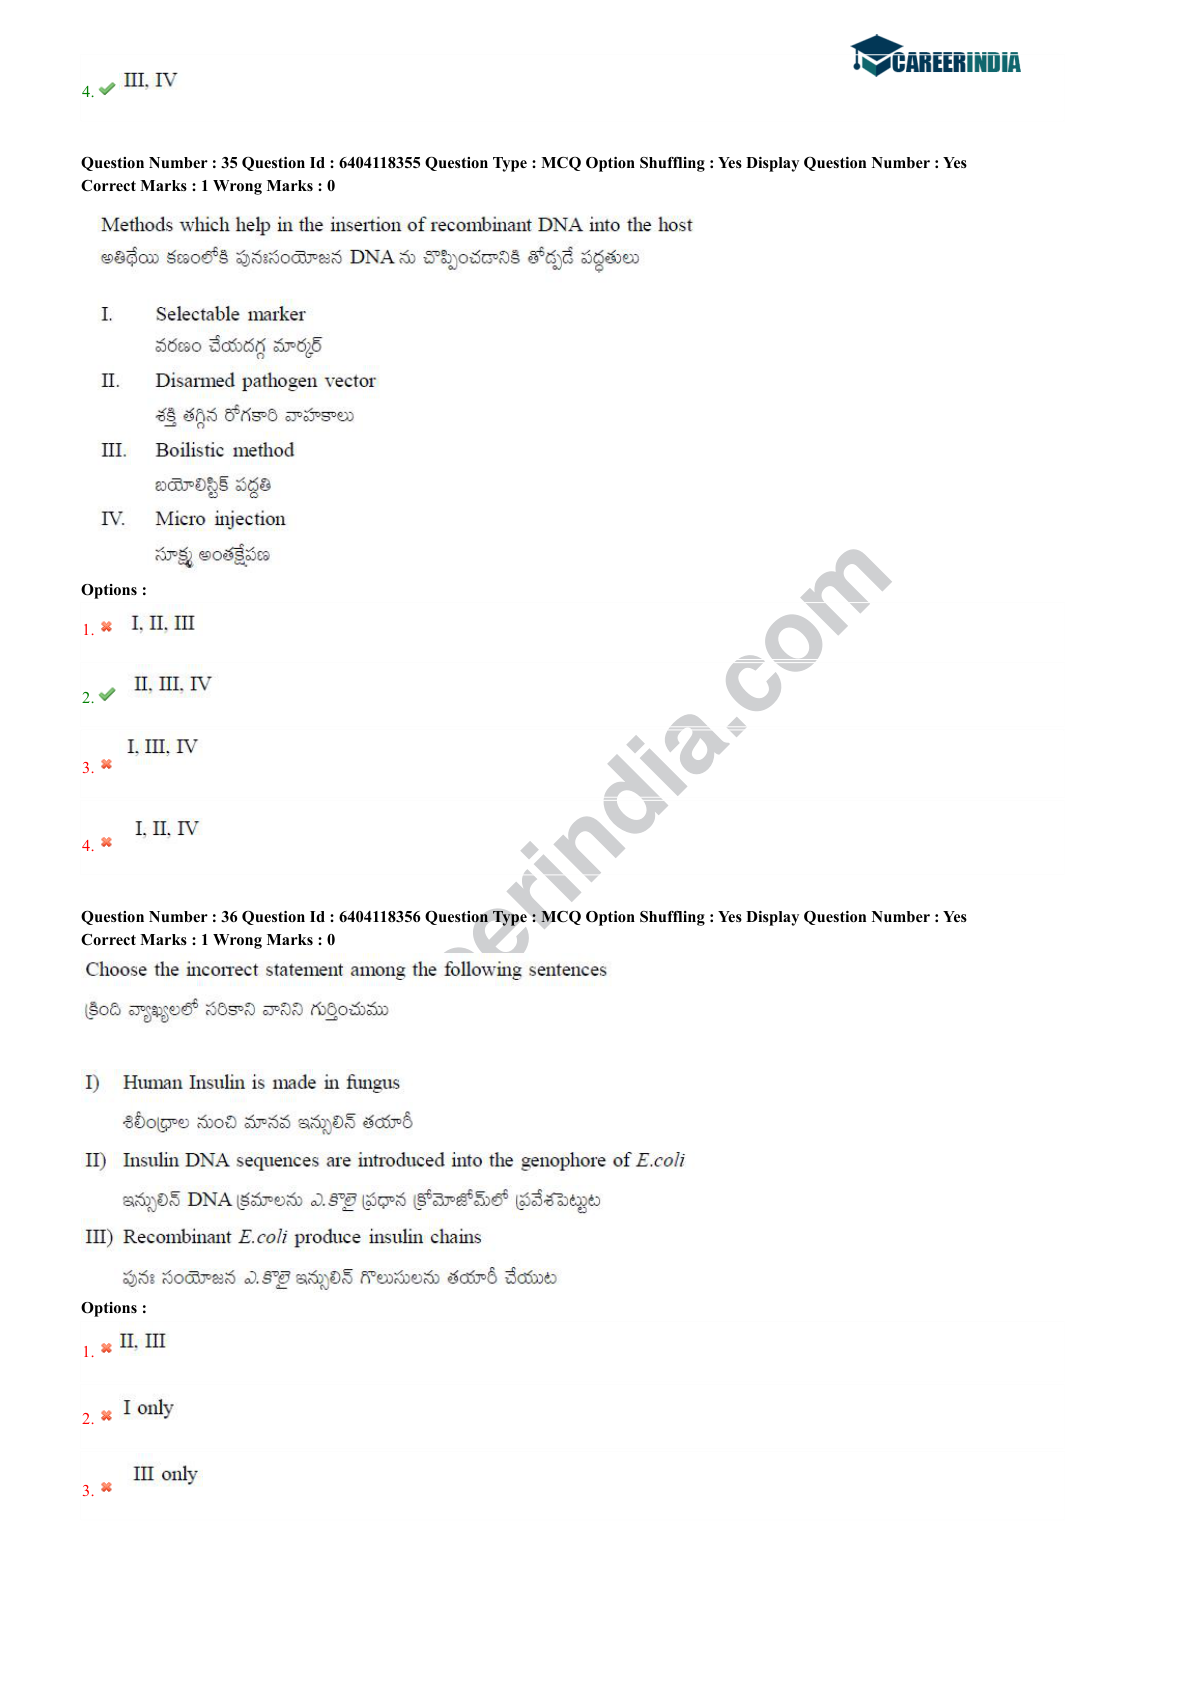 CAREERINDIA
4. III, IV
Question Number : 35 Question Id : 6404118355 Question Type : MCQ Option Shuffling : Yes Display Question Number : Yes
Correct Marks : 1 Wrong Marks : 0
Methods which help in the insertion of recombinant DNA into the host
అతిథేయి కణంలోకి పునఃసంయోజన DNA ను చొప్పించడానికి తోడ్పడే పద్ధతులు
I. Selectable marker
వరణం చేయదగ్గ మార్కర్
II. Disarmed pathogen vector
శక్తి తగ్గిన రోగకారి వాహకాలు
III. Boilistic method
బయోలిస్టిక్ పద్ధతి
IV. Micro injection
సూక్ష్మ అంతక్షేపణ
Options :
1. I, II, III
2. II, III, IV
3. I, III, IV
4. I, II, IV
Question Number : 36 Question Id : 6404118356 Question Type : MCQ Option Shuffling : Yes Display Question Number : Yes
Correct Marks : 1 Wrong Marks : 0
Choose the incorrect statement among the following sentences
క్రింది వ్యాఖ్యలలో సరికాని వానిని గుర్తించుము
I) Human Insulin is made in fungus
శిలీంధ్రాల నుంచి మానవ ఇన్సులిన్ తయారీ
II) Insulin DNA sequences are introduced into the genophore of E.coli
ఇన్సులిన్ DNA క్రమాలను ఎ.కొలై ప్రధాన క్రోమోజోమ్‌లో ప్రవేశపెట్టుట
III) Recombinant E.coli produce insulin chains
పునః సంయోజన ఎ.కొలై ఇన్సులిన్ గొలుసులను తయారీ చేయుట
Options :
1. II, III
2. I only
3. III only
erindia.com